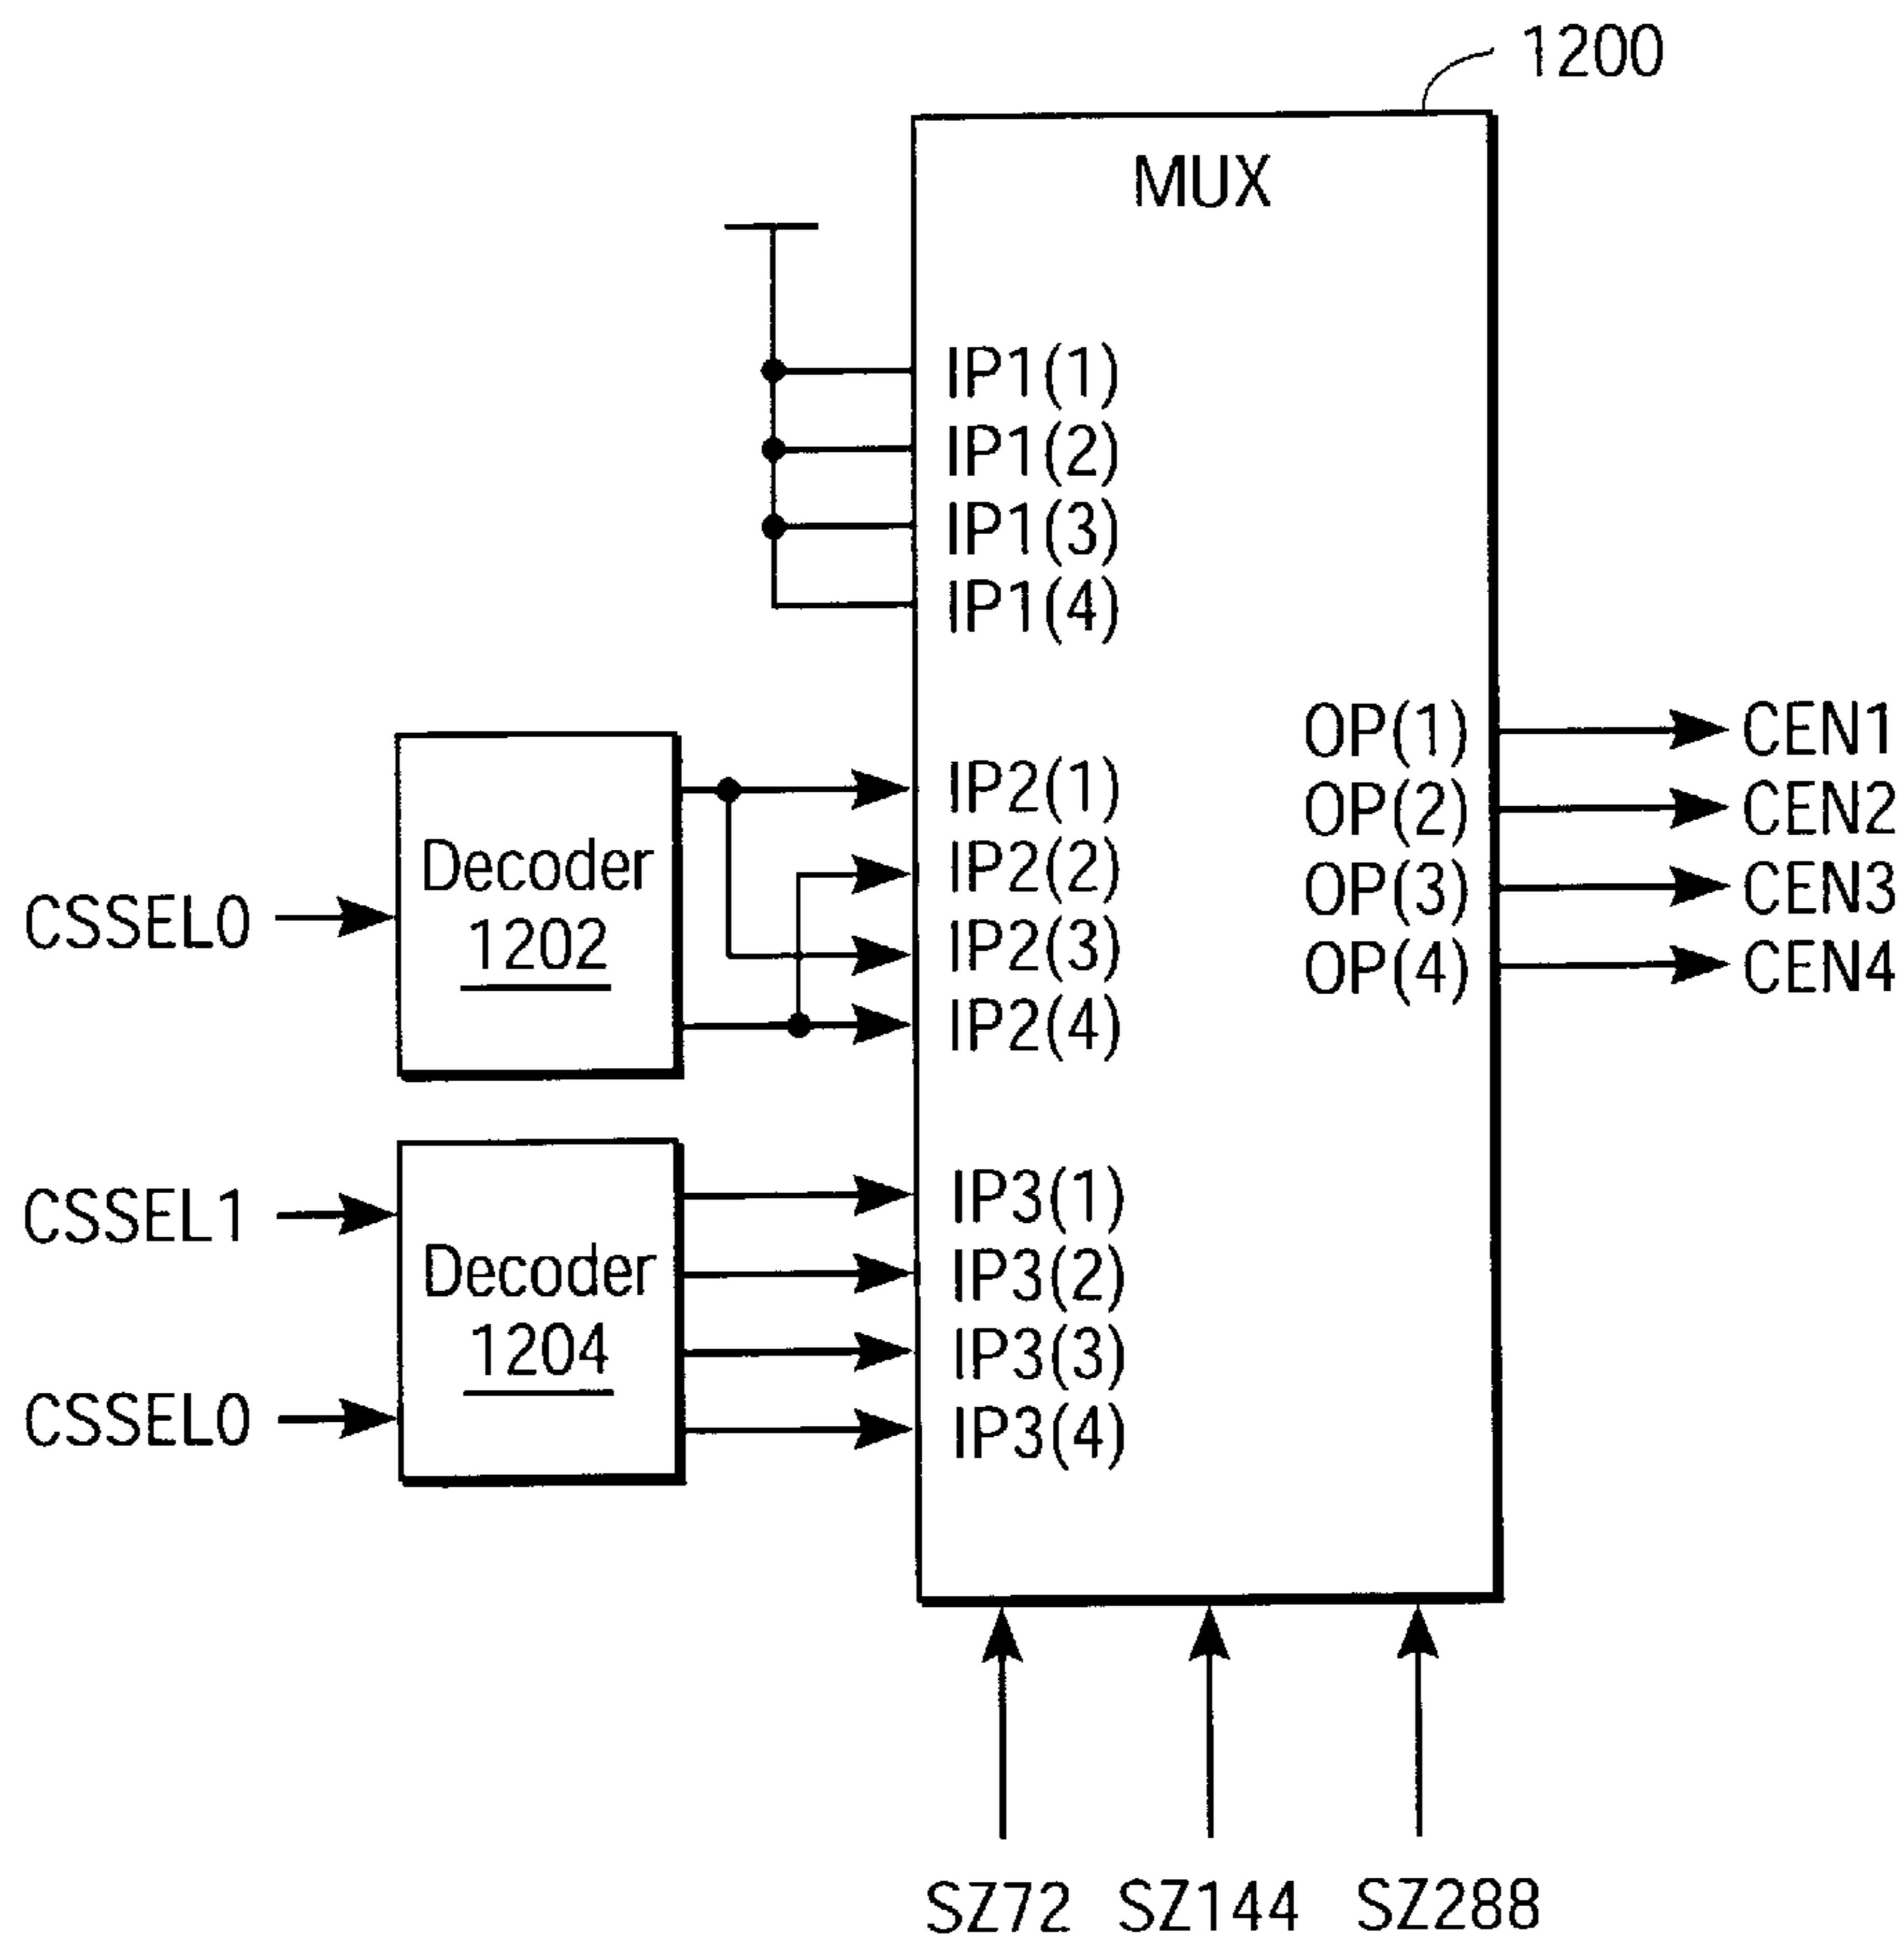 1200
MUX
IP1(1)
IP1(2)
IP1(3)
IP1(4)
CSSEL0
Decoder
1202
IP2(1)
IP2(2)
IP2(3)
IP2(4)
OP(1)
OP(2)
OP(3)
OP(4)
CEN1
CEN2
CEN3
CEN4
CSSEL1
CSSEL0
Decoder
1204
IP3(1)
IP3(2)
IP3(3)
IP3(4)
SZ72 SZ144 SZ288